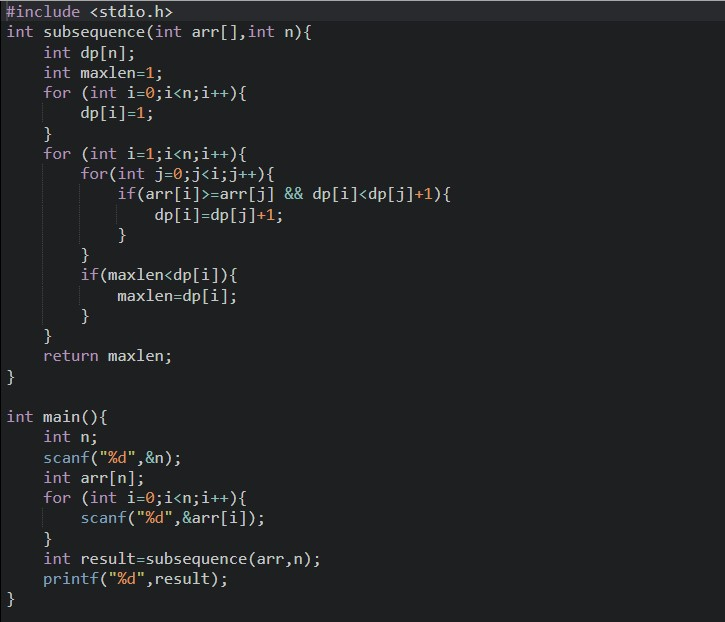 #include <stdio.h>
int subsequence(int arr[],int n){
    int dp[n];
    int maxlen=1;
    for (int i=0;i<n;i++){
        dp[i]=1;
    }
    for (int i=1;i<n;i++){
        for(int j=0;j<i;j++){
            if(arr[i]>=arr[j] && dp[i]<dp[j]+1){
                dp[i]=dp[j]+1;
            }
        }
        if(maxlen<dp[i]){
            maxlen=dp[i];
        }
    }
    return maxlen;
}

int main(){
    int n;
    scanf("%d",&n);
    int arr[n];
    for (int i=0;i<n;i++){
        scanf("%d",&arr[i]);
    }
    int result=subsequence(arr,n);
    printf("%d",result);
}